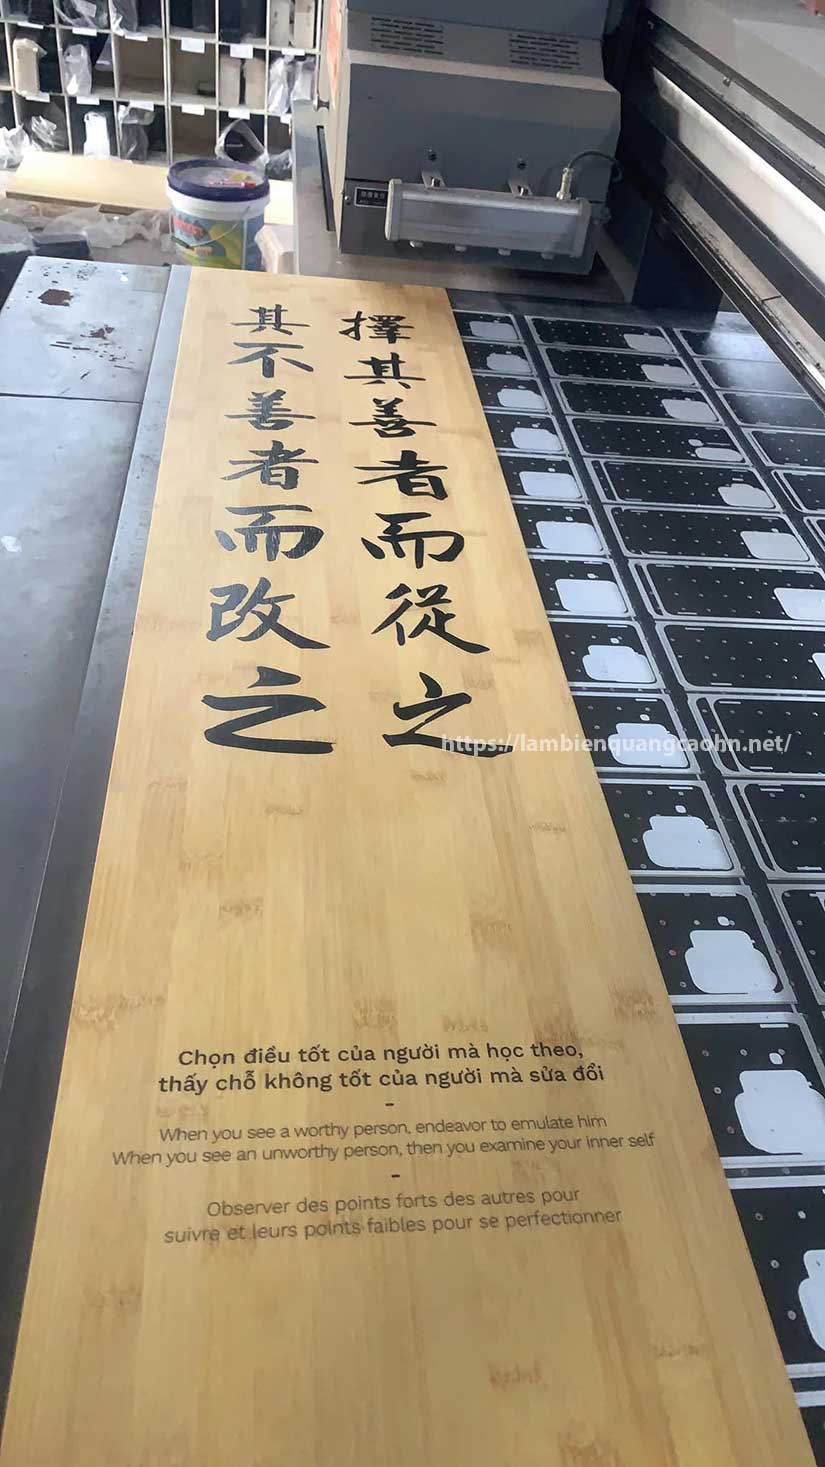 擇其善者而從之
其不善者而改之
https://lambienquangcaohn.net/
Chọn điều tốt của người mà học theo,
thấy chỗ không tốt của người mà sửa đổi
-
When you see a worthy person, endeavor to emulate him
When you see an unworthy person, then you examine your inner self
-
Observer des points forts des autres pour
suivre et leurs points faibles pour se perfectionner